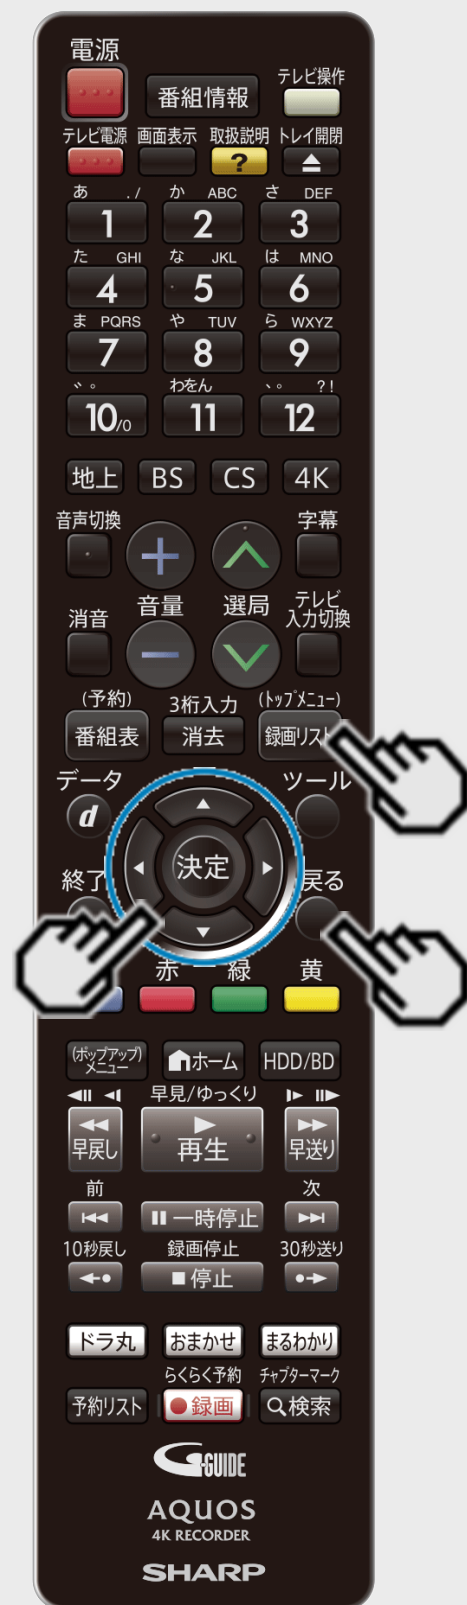 電源
テレビ操作
番組情報
テレビ電源 画面表示 取扱説明 トレイ開閉
?
あ ./ か ABC さ DEF
1 2 3
た GHI な JKL は MNO
4 5 6
ま PQRS や TUV ら WXYZ
7 8 9
゛゜ わをん 、。 ?!
10/0 11 12
地上 BS CS 4K
音声切換 字幕
音量 選局
消音 テレビ入力切換
(予約) 3桁入力 (トップメニュー)
番組表 消去 録画リスト
データ ツール
d
決定
終了 戻る
赤 緑 黄
(ポップアップ)
メニュー ホーム HDD/BD
早見/ゆっくり
早戻し 再生 早送り
前 次
一時停止
10秒戻し 録画停止 30秒送り
停止
ドラ丸 おまかせ まるわかり
らくらく予約 チャプターマーク
予約リスト 録画 検索
G-GUIDE
AQUOS
4K RECORDER
SHARP